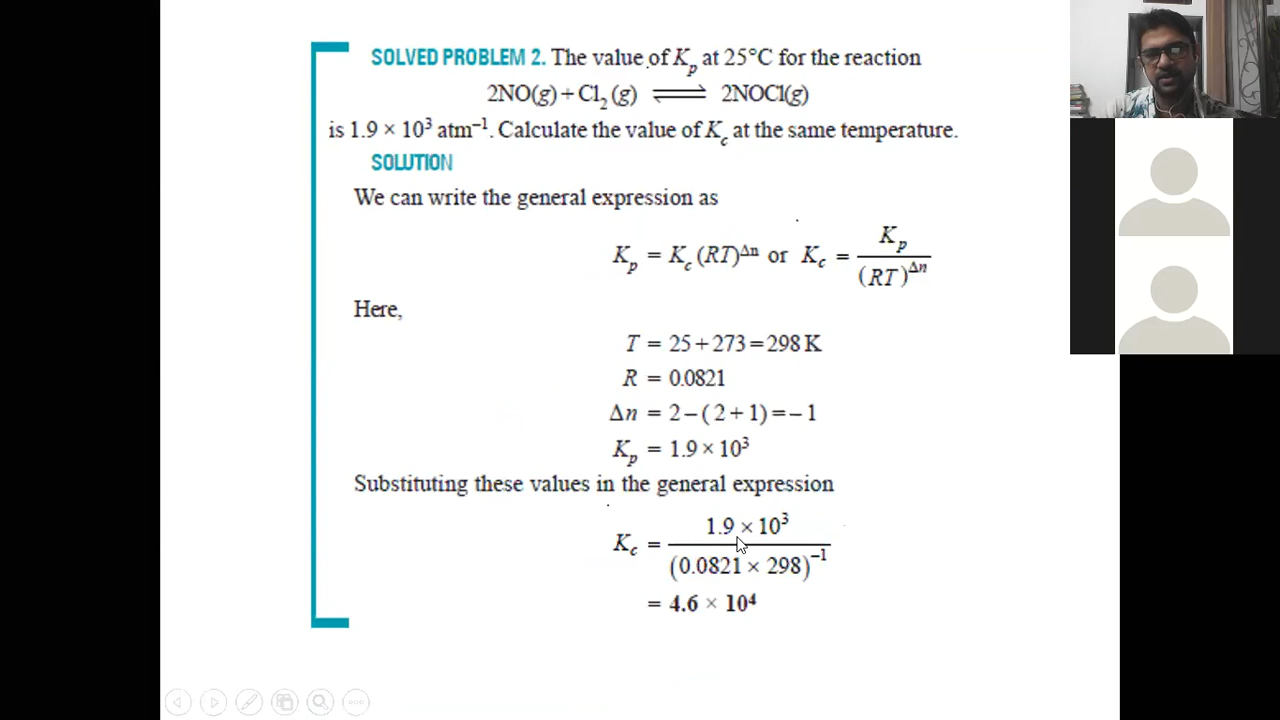 SOLVED PROBLEM 2. The value of Kₚ at 25°C for the reaction
2NO(g) + Cl₂ (g) ⇌ 2NOCl(g)
is 1.9 × 10³ atm⁻¹. Calculate the value of K꜀ at the same temperature.
SOLUTION
We can write the general expression as
Kₚ = K꜀ (RT)^Δn or K꜀ = Kₚ / (RT)^Δn
Here,
T = 25 + 273 = 298 K
R = 0.0821
Δn = 2 – ( 2 + 1) = – 1
Kₚ = 1.9 × 10³
Substituting these values in the general expression
K꜀ = 1.9 × 10³ / (0.0821 × 298)⁻¹
= 4.6 × 10⁴